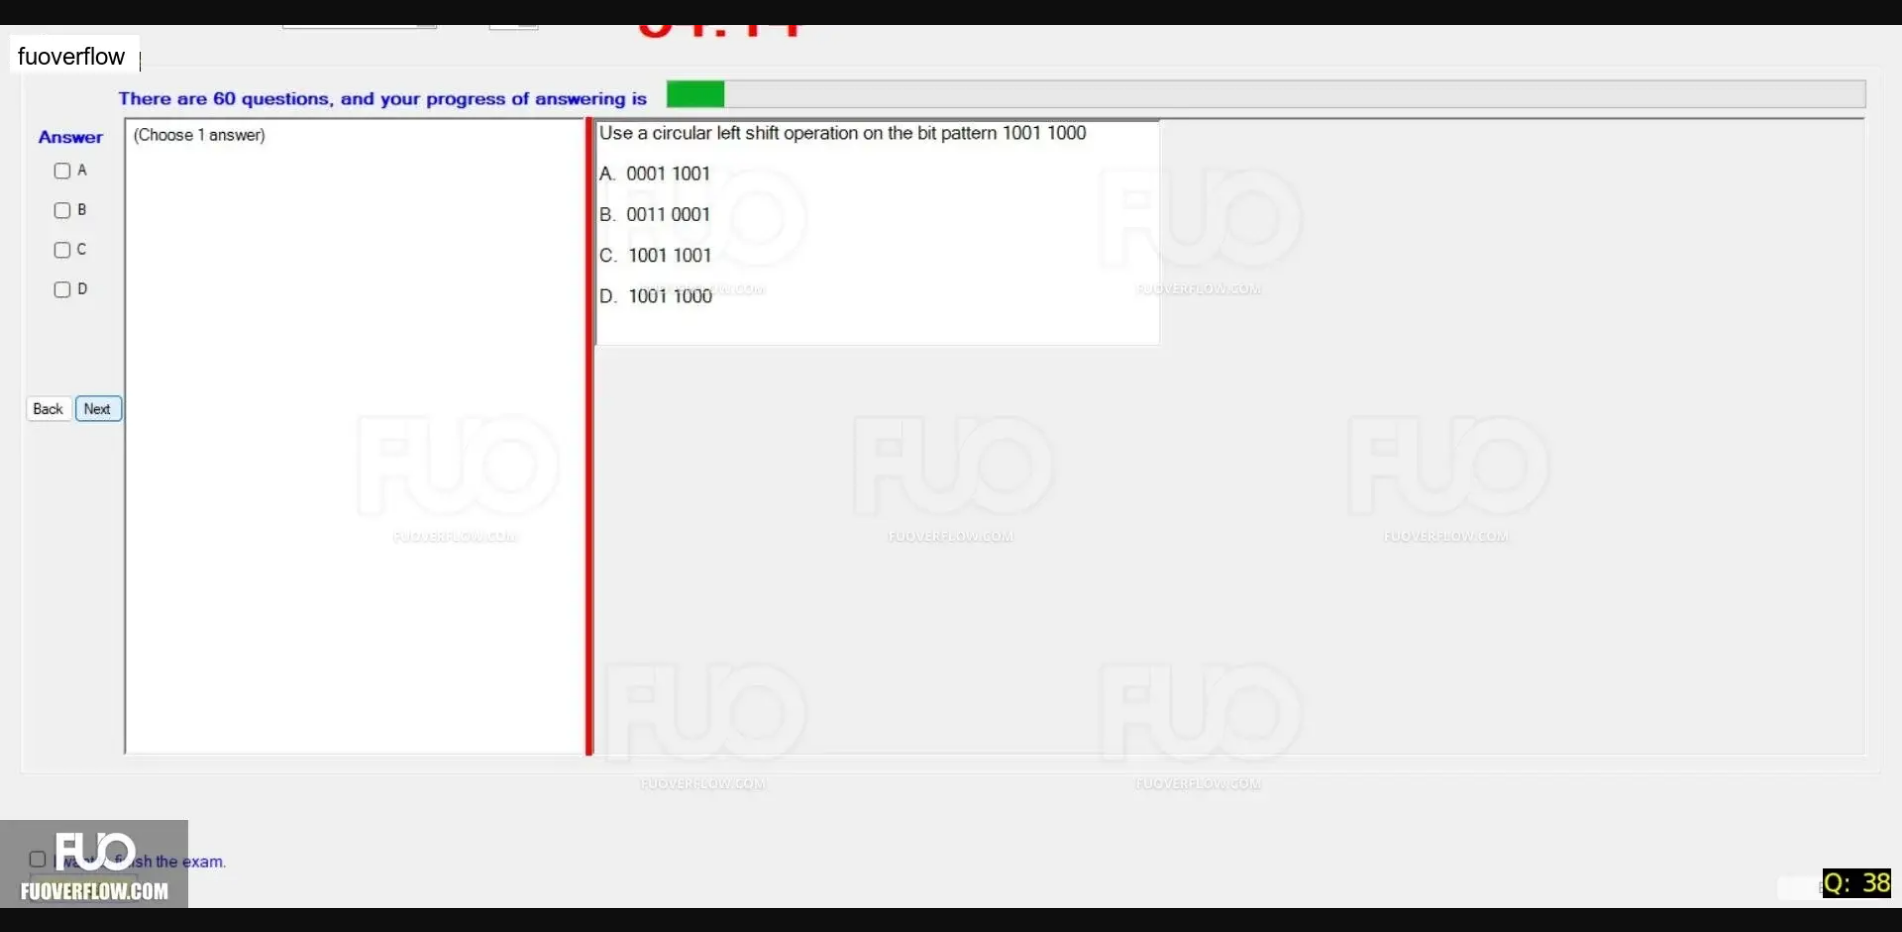 fuoverflow
There are 60 questions, and your progress of answering is
Answer
(Choose 1 answer)
A
B
C
D
Back Next
Use a circular left shift operation on the bit pattern 1001 1000
A. 0001 1001
B. 0011 0001
C. 1001 1001
D. 1001 1000
FUO
FUOVERFLOW.COM
FUO
FUOVERFLOW.COM
FUO
FUOVERFLOW.COM
FUO
FUOVERFLOW.COM
FUO
FUOVERFLOW.COM
FUO
FUOVERFLOW.COM
FUO
FUOVERFLOW.COM
the exam.
FUO
FUOVERFLOW.COM
Q: 38